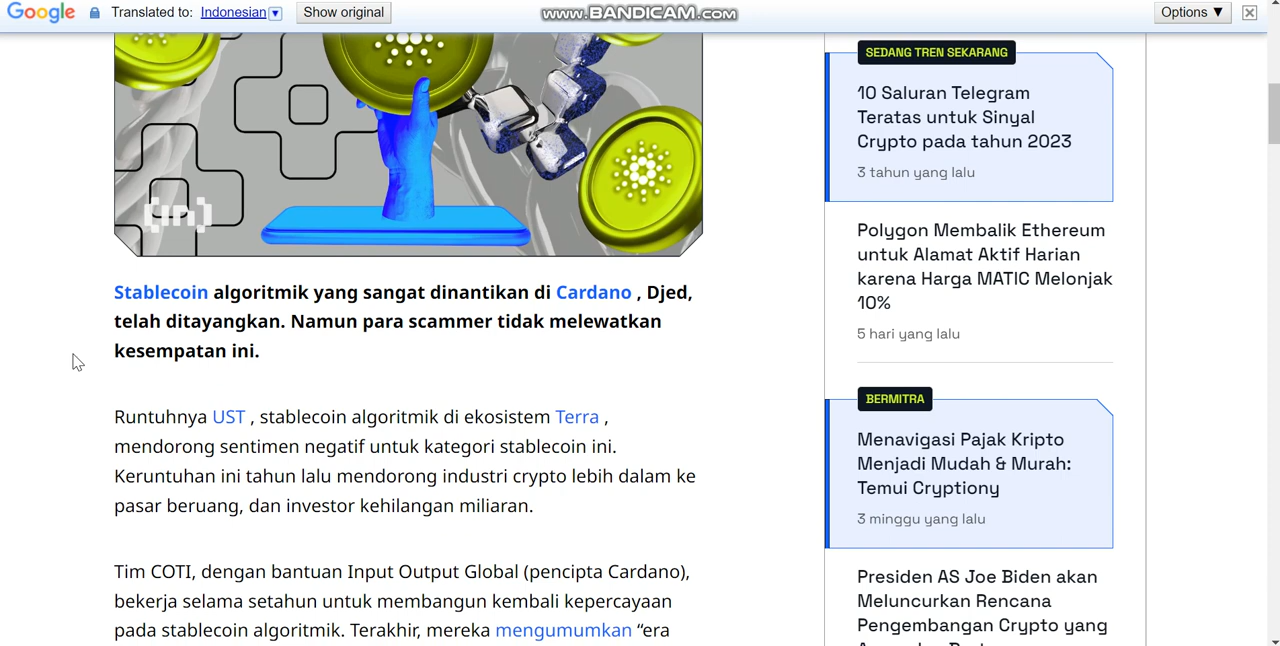 Google Translated to: Indonesian Show original www.BANDICAM.com Options ▼
[in]
Stablecoin algoritmik yang sangat dinantikan di Cardano , Djed,
telah ditayangkan. Namun para scammer tidak melewatkan
kesempatan ini.
Runtuhnya UST , stablecoin algoritmik di ekosistem Terra ,
mendorong sentimen negatif untuk kategori stablecoin ini.
Keruntuhan ini tahun lalu mendorong industri crypto lebih dalam ke
pasar beruang, dan investor kehilangan miliaran.
Tim COTI, dengan bantuan Input Output Global (pencipta Cardano),
bekerja selama setahun untuk membangun kembali kepercayaan
pada stablecoin algoritmik. Terakhir, mereka mengumumkan “era
SEDANG TREN SEKARANG
10 Saluran Telegram
Teratas untuk Sinyal
Crypto pada tahun 2023
3 tahun yang lalu
Polygon Membalik Ethereum
untuk Alamat Aktif Harian
karena Harga MATIC Melonjak
10%
5 hari yang lalu
BERMITRA
Menavigasi Pajak Kripto
Menjadi Mudah & Murah:
Temui Cryptiony
3 minggu yang lalu
Presiden AS Joe Biden akan
Meluncurkan Rencana
Pengembangan Crypto yang